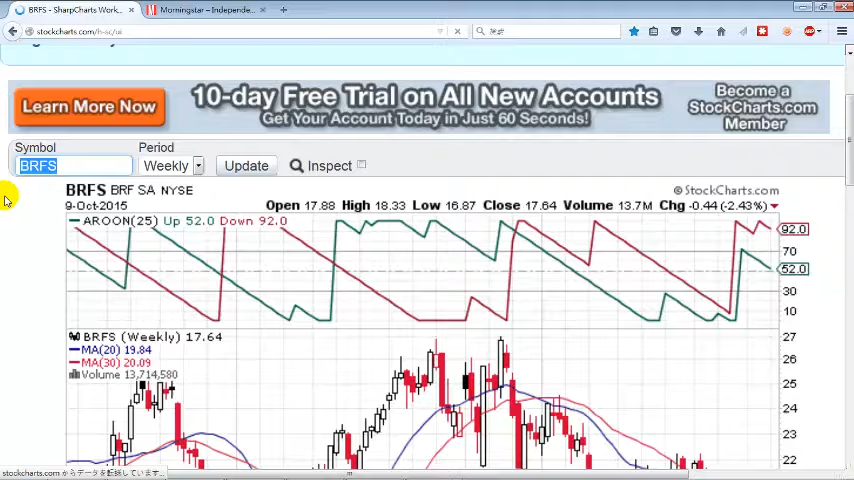 BRFS - SharpCharts Work...
Morningstar – Independe...
stockcharts.com/h-sc/ui
検索
ABP
Learn More Now
10-day Free Trial on All New Accounts
Get Your Account Today in Just 60 Seconds!
Become a
StockCharts.com
Member
Symbol
Period
BRFS
Weekly
Update
Inspect
BRFS BRF SA NYSE
© StockCharts.com
9-Oct-2015
Open 17.88 High 18.33 Low 16.87 Close 17.64 Volume 13.7M Chg -0.44 (-2.43%)
AROON(25) Up 52.0 Down 92.0
92.0
70
52.0
30
10
BRFS (Weekly) 17.64
MA(20) 19.84
MA(30) 20.09
Volume 13,714,580
27
26
25
24
23
22
stockcharts.com からデータを転送しています...